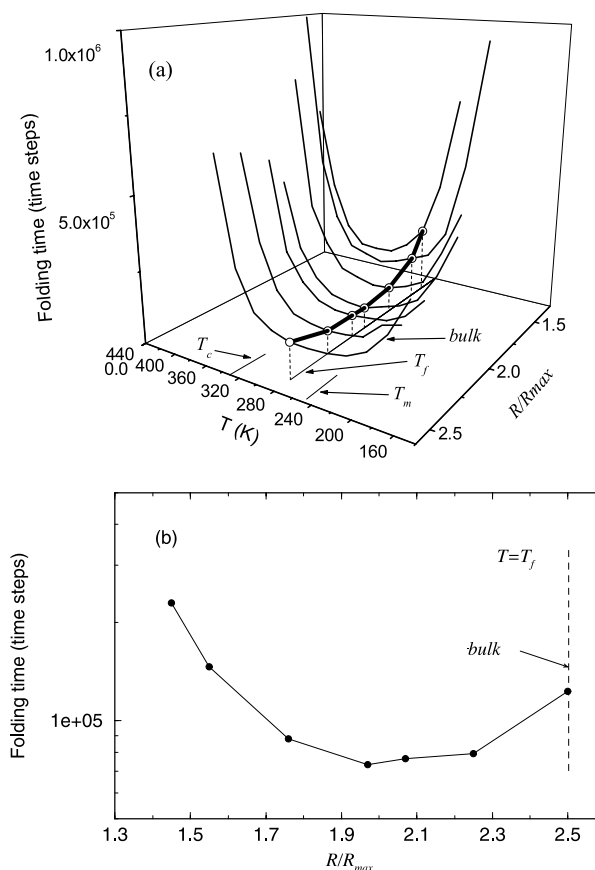 1.0x10⁶
(a)
Folding time (time steps)
5.0x10⁵
0.0
440
400
360
320
280
240
200
160
T (K)
T_c
T_f
T_m
bulk
1.5
2.0
2.5
R/Rmax
(b)
T=T_f
bulk
Folding time (time steps)
1e+05
1.3 1.5 1.7 1.9 2.1 2.3 2.5
R/R_max